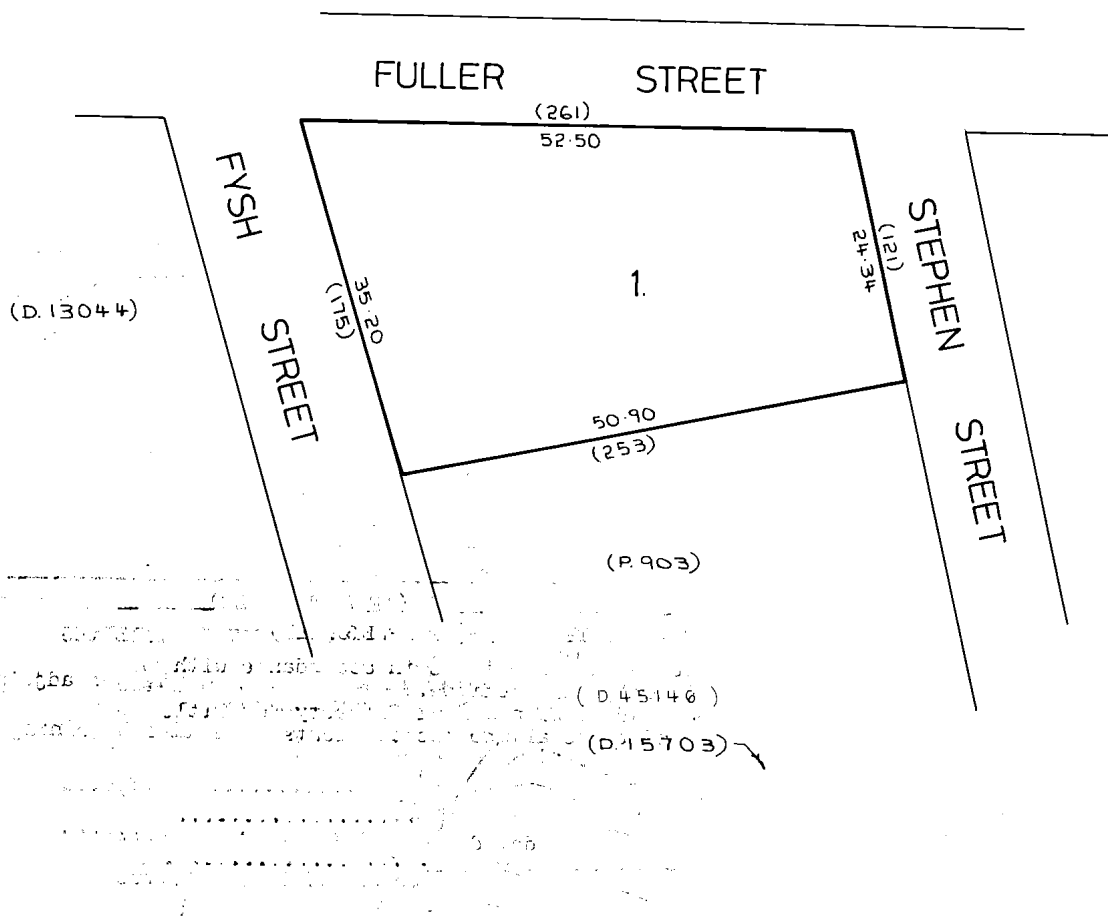 FULLER STREET
(261)
52·50
FYSH STREET
STEPHEN STREET
(121)
24·34
35·20
(175)
1.
(D.13044)
50·90
(253)
(P.903)
(D.45146)
(D.15703)